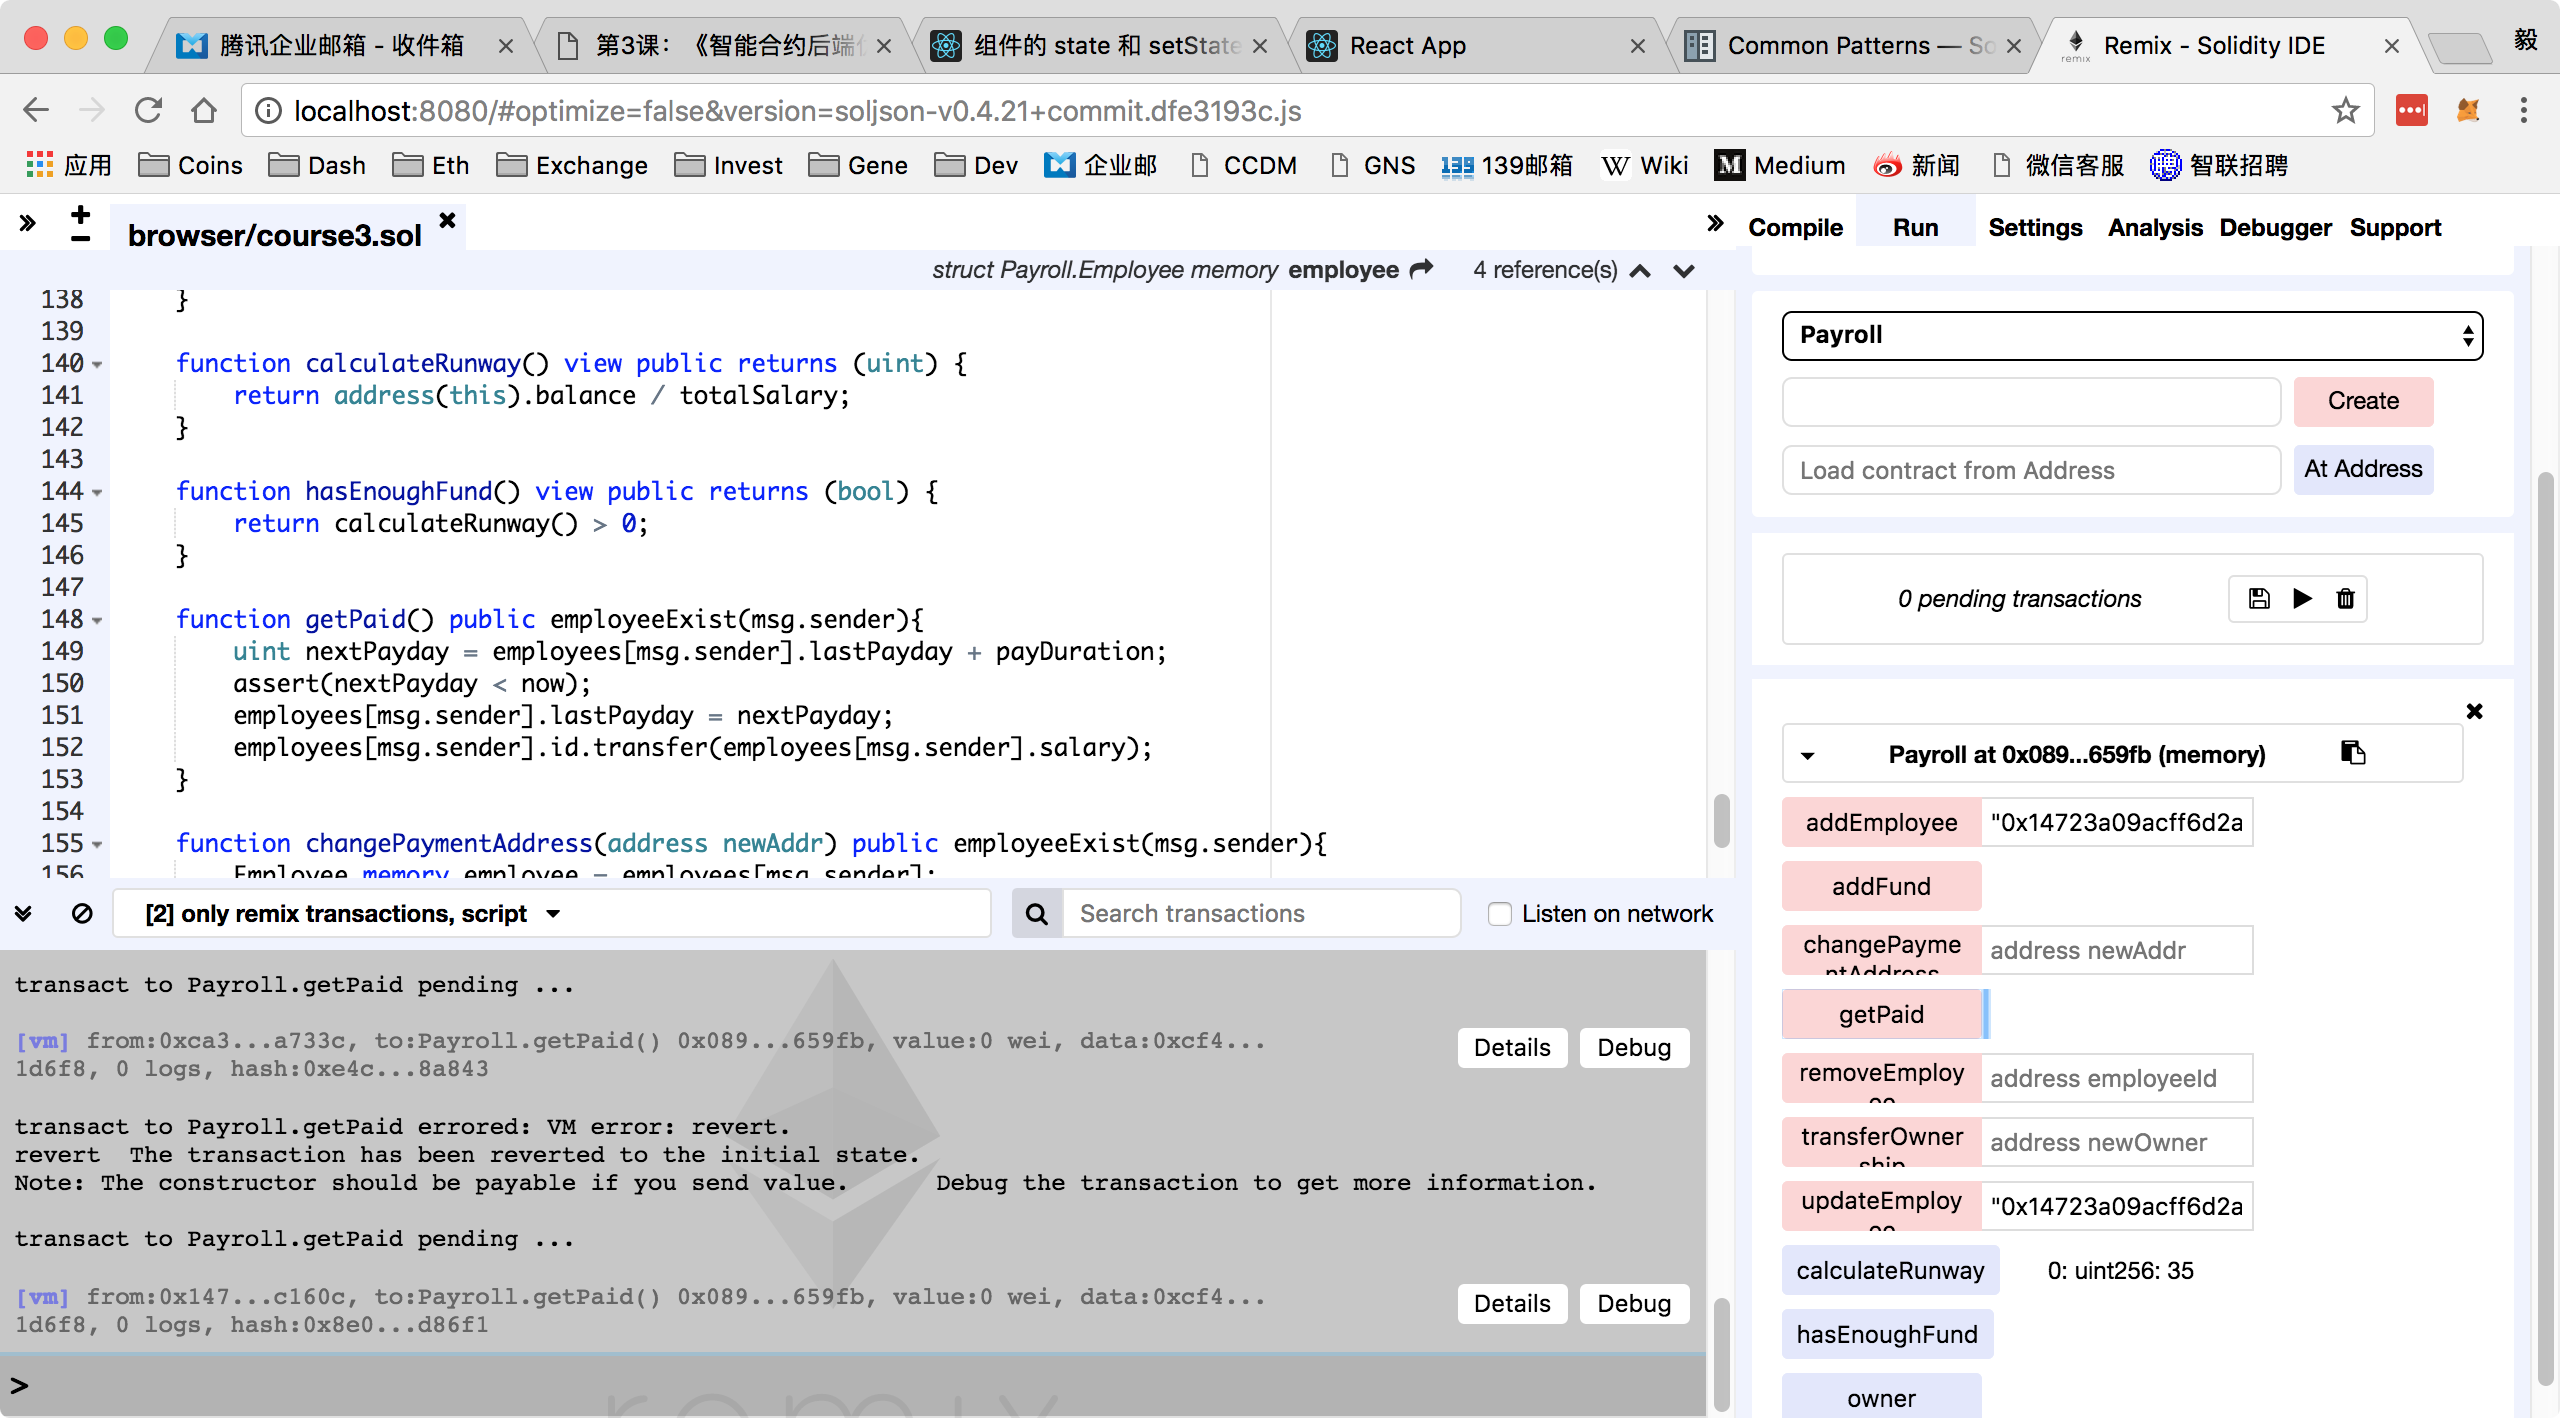 腾讯企业邮箱 - 收件箱
第3课：《智能合约后端
组件的 state 和 setState
React App
Common Patterns — So
remix
Remix - Solidity IDE
毅
localhost:8080/#optimize=false&version=soljson-v0.4.21+commit.dfe3193c.js
应用
Coins
Dash
Eth
Exchange
Invest
Gene
Dev
企业邮
CCDM
GNS
139邮箱
Wiki
Medium
新闻
微信客服
智联招聘
browser/course3.sol
Compile
Run
Settings
Analysis
Debugger
Support
struct Payroll.Employee memory employee
4 reference(s)
138 }
139
140 function calculateRunway() view public returns (uint) {
141 return address(this).balance / totalSalary;
142 }
143
144 function hasEnoughFund() view public returns (bool) {
145 return calculateRunway() > 0;
146 }
147
148 function getPaid() public employeeExist(msg.sender){
149 uint nextPayday = employees[msg.sender].lastPayday + payDuration;
150 assert(nextPayday < now);
151 employees[msg.sender].lastPayday = nextPayday;
152 employees[msg.sender].id.transfer(employees[msg.sender].salary);
153 }
154
155 function changePaymentAddress(address newAddr) public employeeExist(msg.sender){
156 Employee memory employee = employees[msg.sender];
[2] only remix transactions, script
Search transactions
Listen on network
transact to Payroll.getPaid pending ...
[vm] from:0xca3...a733c, to:Payroll.getPaid() 0x089...659fb, value:0 wei, data:0xcf4...
1d6f8, 0 logs, hash:0xe4c...8a843
Details
Debug
transact to Payroll.getPaid errored: VM error: revert.
revert The transaction has been reverted to the initial state.
Note: The constructor should be payable if you send value. Debug the transaction to get more information.
transact to Payroll.getPaid pending ...
[vm] from:0x147...c160c, to:Payroll.getPaid() 0x089...659fb, value:0 wei, data:0xcf4...
1d6f8, 0 logs, hash:0x8e0...d86f1
Details
Debug
>
remix
Payroll
Create
Load contract from Address
At Address
0 pending transactions
Payroll at 0x089...659fb (memory)
addEmployee
"0x14723a09acff6d2a
addFund
changePayme
ntAddress
address newAddr
getPaid
removeEmploy
ee
address employeeId
transferOwner
ship
address newOwner
updateEmploy
ee
"0x14723a09acff6d2a
calculateRunway
0: uint256: 35
hasEnoughFund
owner